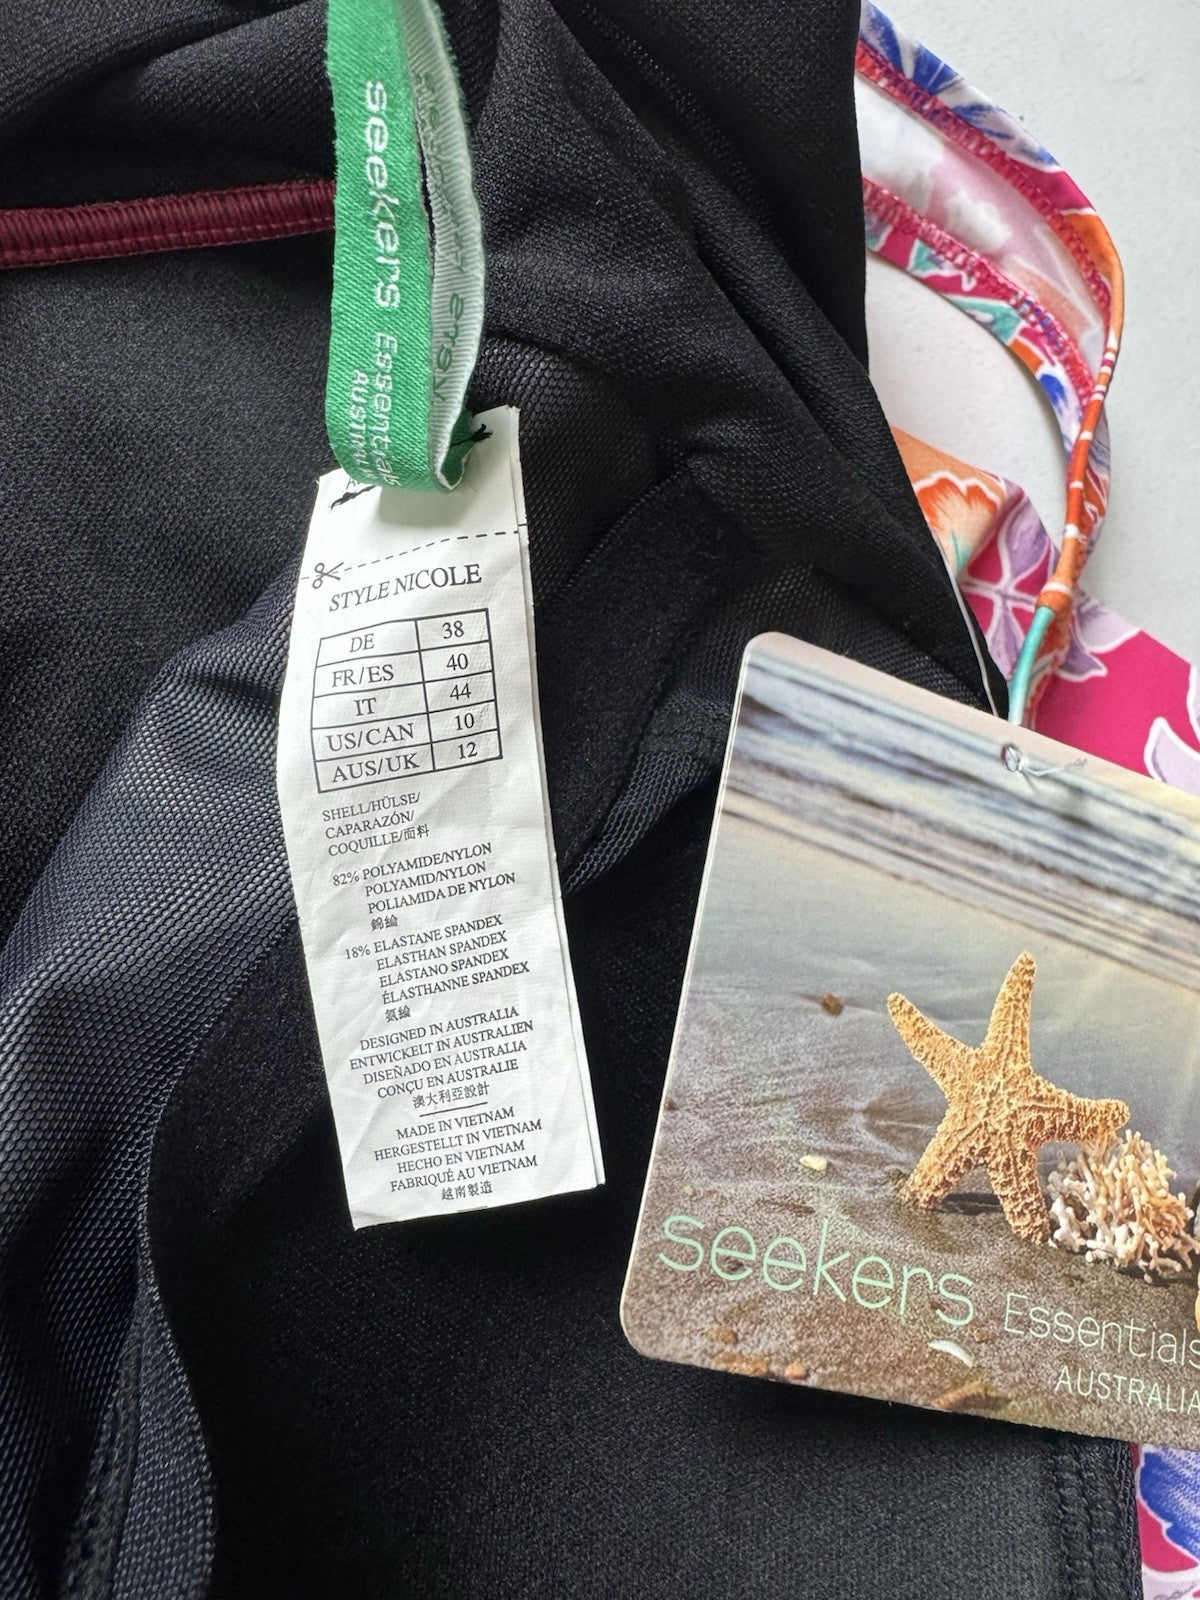 seekers Essentials
AUSTRALIA
STYLE NICOLE
DE 38
FR/ES 40
IT 44
US/CAN 10
AUS/UK 12
SHELL/HÜLSE/
CAPARAZÓN/
COQUILLE/面料
82% POLYAMIDE/NYLON
POLYAMID/NYLON
POLIAMIDA DE NYLON
錦綸
18% ELASTANE SPANDEX
ELASTHAN SPANDEX
ELASTANO SPANDEX
ÉLASTHANNE SPANDEX
氨綸
DESIGNED IN AUSTRALIA
ENTWICKELT IN AUSTRALIEN
DISEÑADO EN AUSTRALIA
CONÇU EN AUSTRALIE
澳大利亞設計
MADE IN VIETNAM
HERGESTELLT IN VIETNAM
HECHO EN VIETNAM
FABRIQUÉ AU VIETNAM
越南製造
seekers Essentials
AUSTRALIA